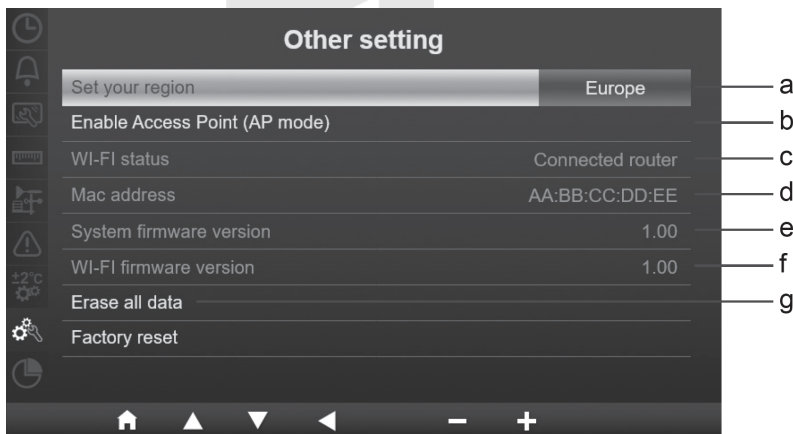 Other setting
Set your region Europe a
Enable Access Point (AP mode) b
WI-FI status Connected router c
Mac address AA:BB:CC:DD:EE d
System firmware version 1.00 e
WI-FI firmware version 1.00 f
Erase all data g
±2°C
Factory reset